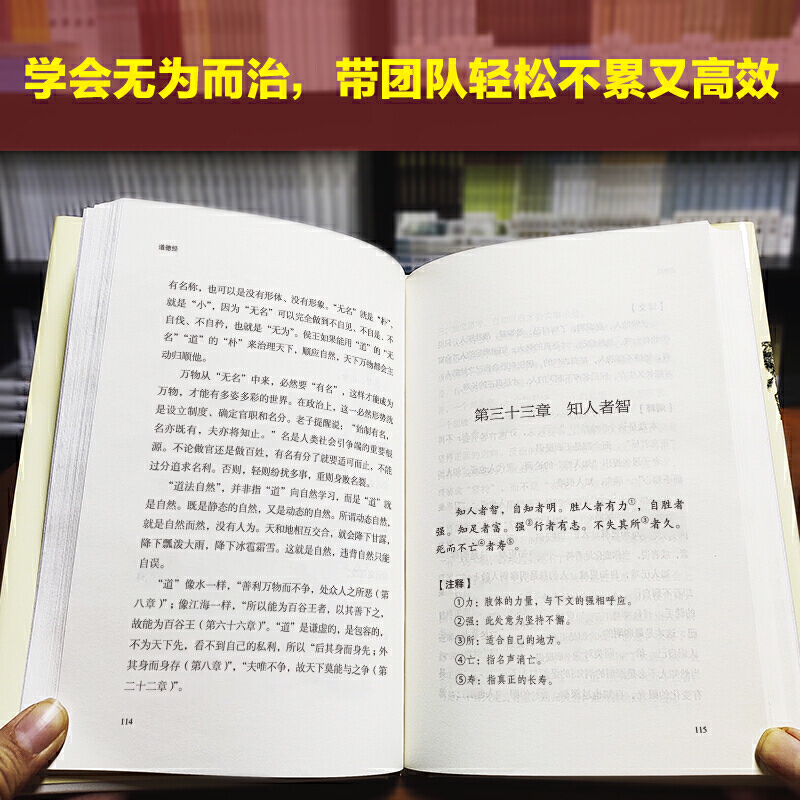 学会无为而治，带团队轻松不累又高效
道德经
有名称，也可以是没有形体、没有形象。“无名”就是“朴”，
就是“小”，因为“无名”可以完全做到不自见、不自是、不
自伐、不自矜，也就是“无为”。侯王如果能用“道”的“无
名”“道”的“朴”来治理天下，顺应自然，天下万物都会主
动归顺他。
万物从“无名”中来，必然要“有名”，这样才能成为
万物，才能有多姿多彩的世界。在政治上，这一必然形势就
是设立制度、确定官职和名分。老子提醒说：“始制有名，
名亦既有，夫亦将知止。”名是人类社会引争端的重要根
源。不论做官还是做百姓，有名有分了就要适可而止，不能
过分追求名利。否则，轻则纷扰多事，重则身败名裂。
“道法自然”，并非指“道”向自然学习，而是“道”就
是自然。既是静态的自然，又是动态的自然。所谓动态自然，
就是自然而然，没有人为。天和地相互交合，就会降下甘露，
降下瓢泼大雨，降下冰雹霜雪。这就是自然，违背自然只能
自误。
“道”像水一样，“善利万物而不争，处众人之所恶（第
八章）”；像江海一样，“所以能为百谷王者，以其善下之，
故能为百谷王（第六十六章）”。“道”是谦虚的，是包容的，
不为天下先，看不到自己的私利，所以“后其身而身先；外
其身而身存（第八章）”，“夫唯不争，故天下莫能与之争（第
二十二章）”。
114
第三十三章 知人者智
知人者智，自知者明。胜人者有力①，自胜者
强。知足者富。强②行者有志。不失其所③者久。
死而不亡④者寿⑤。
【注释】
①力：肢体的力量，与下文的强相呼应。
②强：此处意为坚持不懈。
③所：适合自己的地方。
④亡：指名声消亡。
⑤寿：指真正的长寿。
115